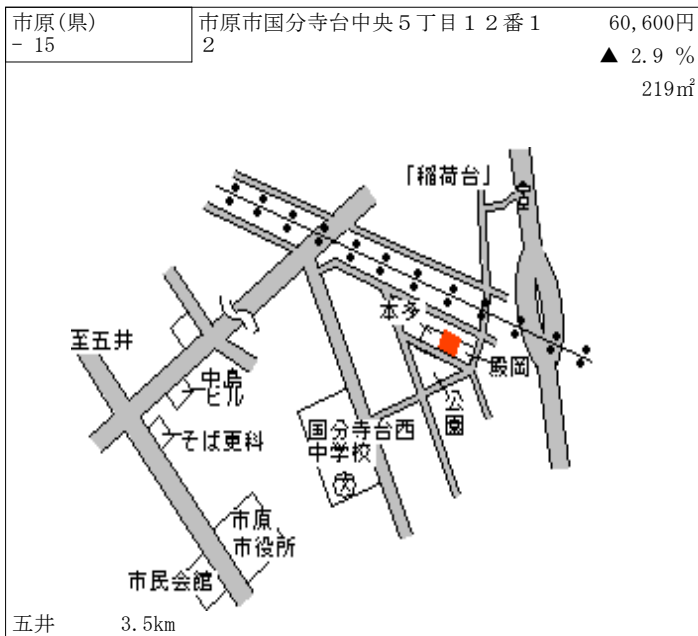 市原(県)
- 15
市原市国分寺台中央５丁目１２番１
２
60,600円
▲ 2.9 %
219㎡
「稲荷台」
本多
至五井
殿岡
中島
ビル
公園
国分寺台西
中学校
そば更科
市原
市役所
市民会館
五井 3.5km